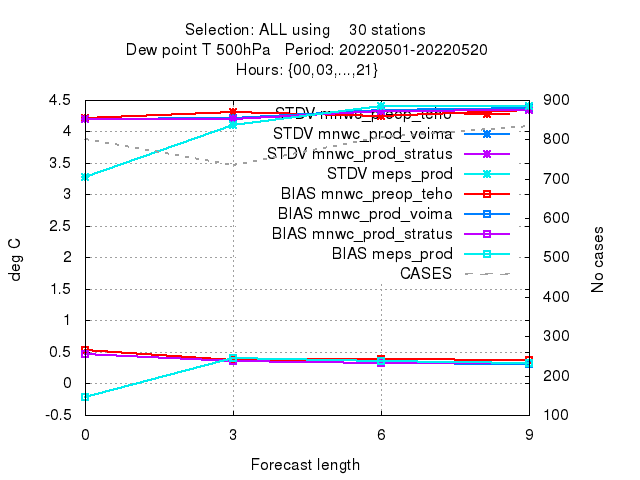 Selection: ALL using 30 stations
Dew point T 500hPa Period: 20220501-20220520
Hours: {00,03,...,21}
4.5
4
3.5
3
2.5
2
1.5
1
0.5
0
-0.5
deg C
900
800
700
600
500
400
300
200
100
No cases
STDV mnwc_preop_teho
STDV mnwc_prod_voima
STDV mnwc_prod_stratus
STDV meps_prod
BIAS mnwc_preop_teho
BIAS mnwc_prod_voima
BIAS mnwc_prod_stratus
BIAS meps_prod
CASES
0 3 6 9
Forecast length